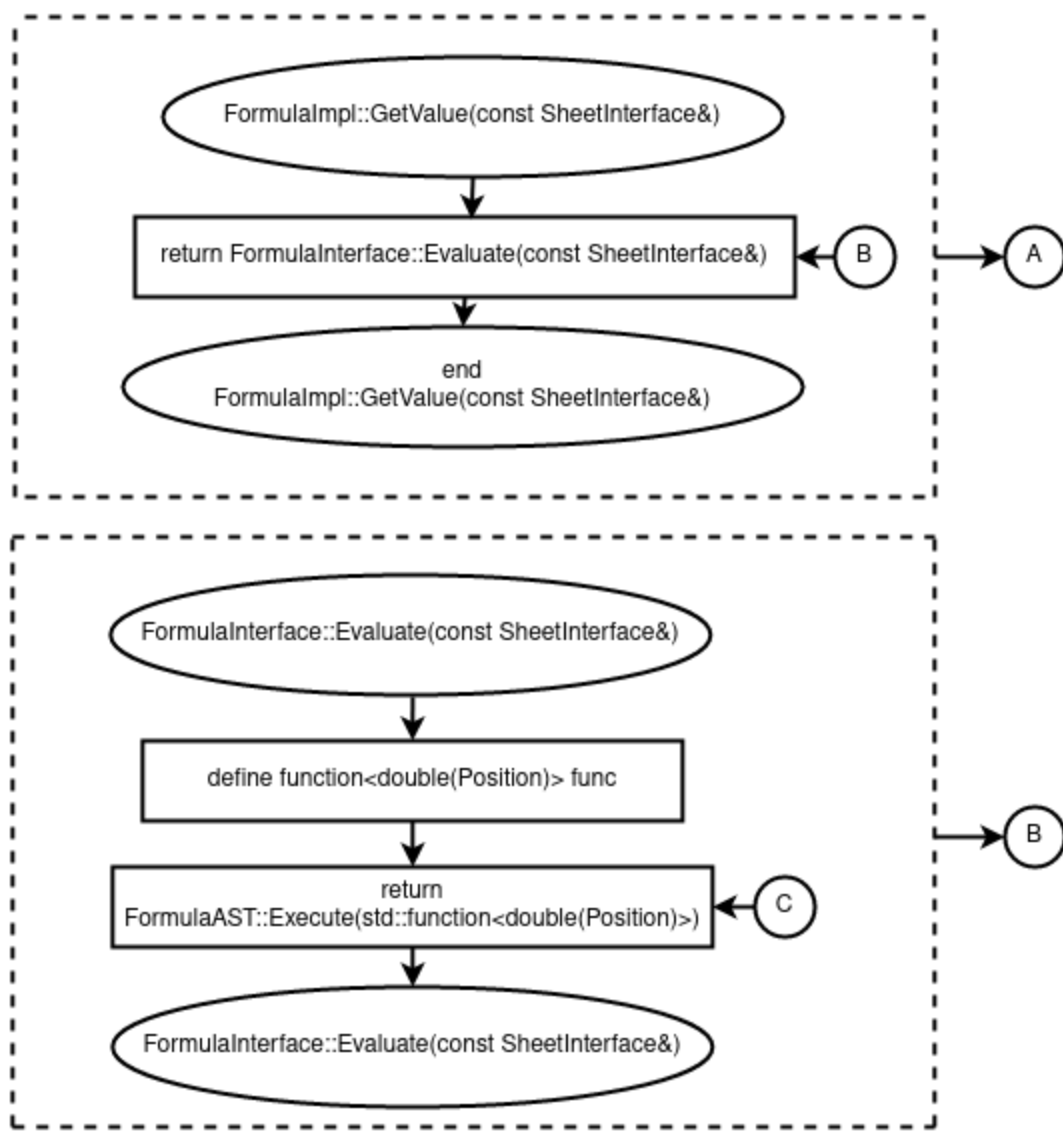 FormulaImpl::GetValue(const SheetInterface&)
return FormulaInterface::Evaluate(const SheetInterface&)
B
A
end
FormulaImpl::GetValue(const SheetInterface&)
FormulaInterface::Evaluate(const SheetInterface&)
define function<double(Position)> func
B
return
FormulaAST::Execute(std::function<double(Position)>)
C
FormulaInterface::Evaluate(const SheetInterface&)